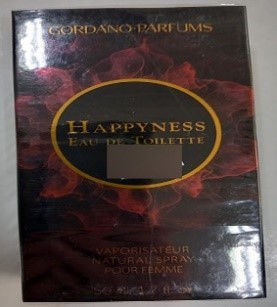 GORDANO·PARFUMS
HAPPYNESS
EAU DE TOILETTE
VAPORISATEUR
NATURAL SPRAY
POUR FEMME